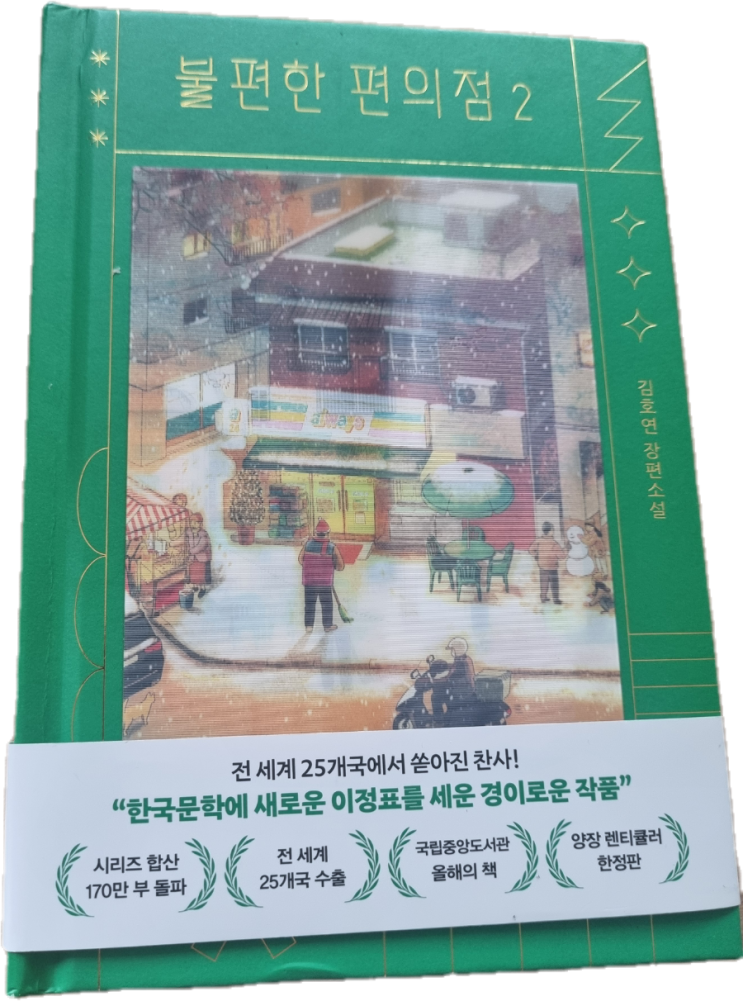 불편한 편의점 2
always
김호연 장편소설
전 세계 25개국에서 쏟아진 찬사!
“한국문학에 새로운 이정표를 세운 경이로운 작품”
시리즈 합산
170만 부 돌파
전 세계
25개국 수출
국립중앙도서관
올해의 책
양장 렌티큘러
한정판